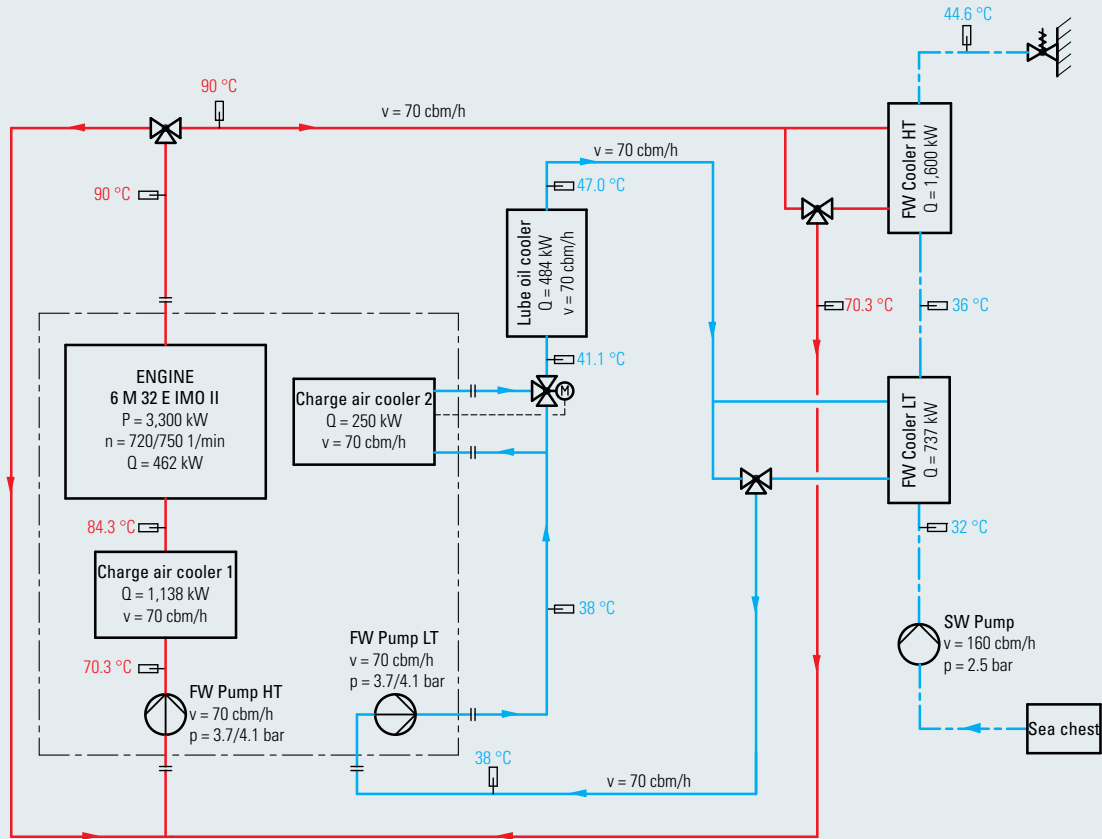 44.6 °C
90 °C
v = 70 cbm/h
v = 70 cbm/h
FW Cooler HT
Q = 1,600 kW
90 °C
47.0 °C
Lube oil cooler
Q = 484 kW
v = 70 cbm/h
70.3 °C
36 °C
41.1 °C
ENGINE
6 M 32 E IMO II
P = 3,300 kW
n = 720/750 1/min
Q = 462 kW
Charge air cooler 2
Q = 250 kW
v = 70 cbm/h
M
FW Cooler LT
Q = 737 kW
84.3 °C
32 °C
Charge air cooler 1
Q = 1,138 kW
v = 70 cbm/h
38 °C
SW Pump
v = 160 cbm/h
p = 2.5 bar
FW Pump LT
v = 70 cbm/h
p = 3.7/4.1 bar
70.3 °C
FW Pump HT
v = 70 cbm/h
p = 3.7/4.1 bar
Sea chest
38 °C
v = 70 cbm/h